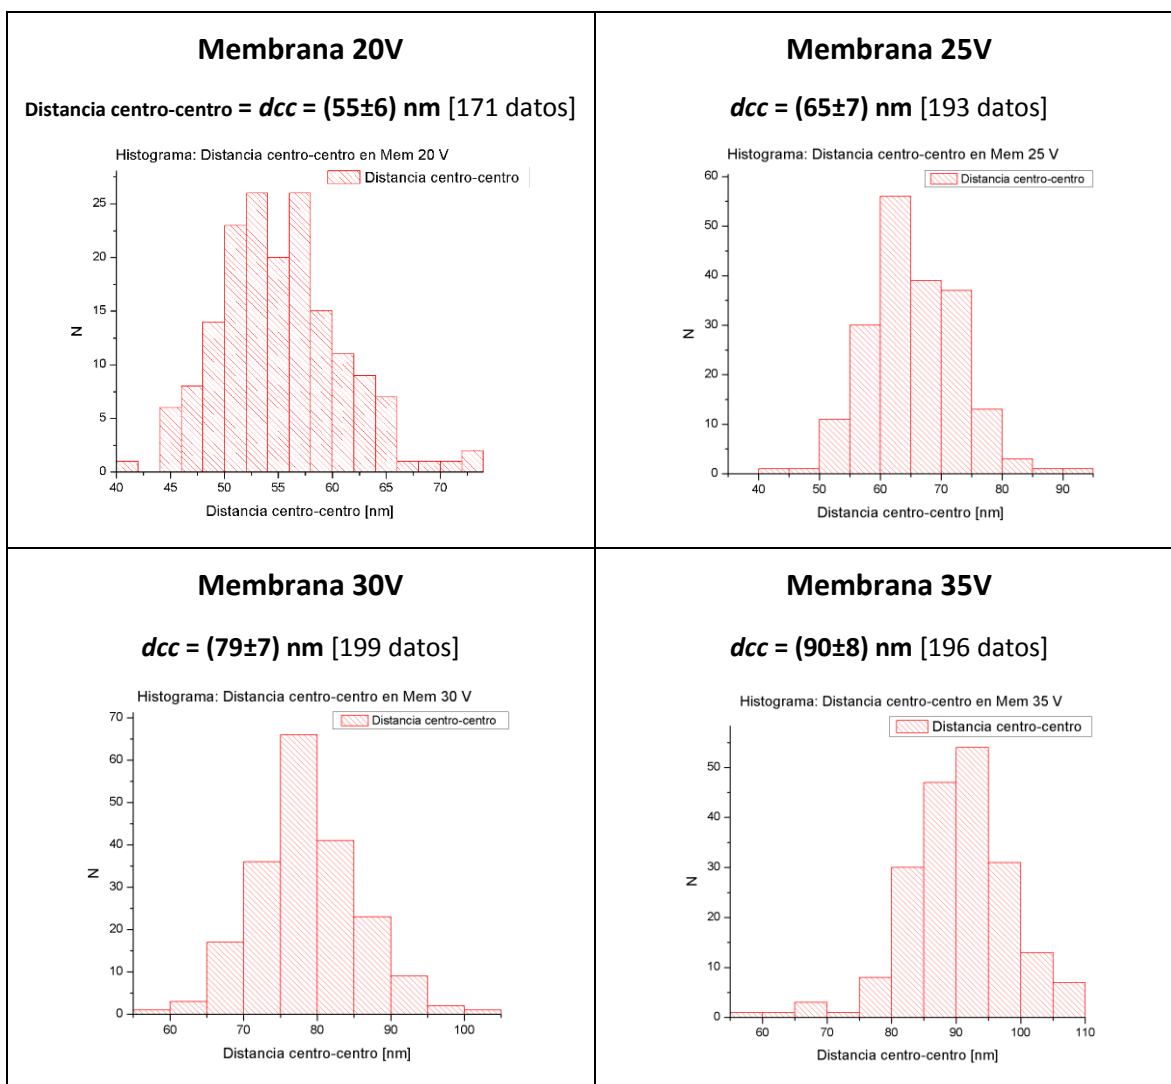 Membrana 20V
Distancia centro-centro = dcc = (55±6) nm [171 datos]
Histograma: Distancia centro-centro en Mem 20 V
Distancia centro-centro
25
20
15
10
5
0
N
40 45 50 55 60 65 70
Distancia centro-centro [nm]
Membrana 25V
dcc = (65±7) nm [193 datos]
Histograma: Distancia centro-centro en Mem 25 V
Distancia centro-centro
60
50
40
30
20
10
0
N
40 50 60 70 80 90
Distancia centro-centro [nm]
Membrana 30V
dcc = (79±7) nm [199 datos]
Histograma: Distancia centro-centro en Mem 30 V
Distancia centro-centro
70
60
50
40
30
20
10
0
N
60 70 80 90 100
Distancia centro-centro [nm]
Membrana 35V
dcc = (90±8) nm [196 datos]
Histograma: Distancia centro-centro en Mem 35 V
Distancia centro-centro
50
40
30
20
10
0
N
60 70 80 90 100 110
Distancia centro-centro [nm]